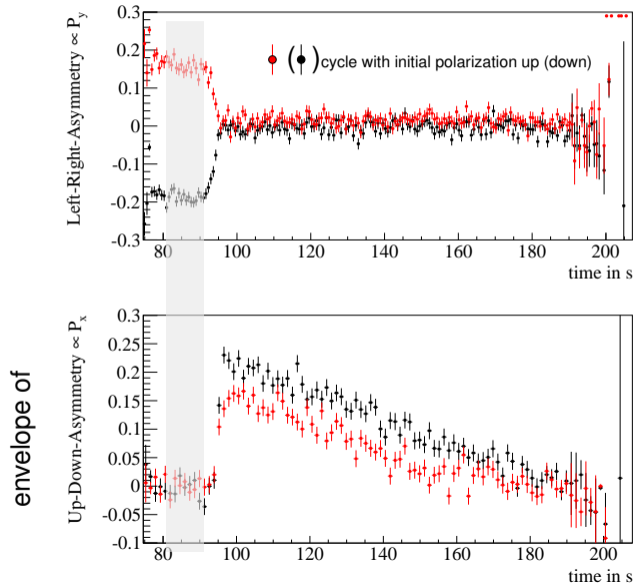 Left-Right-Asymmetry ∝ P_y
0.3
0.2
0.1
0
-0.1
-0.2
-0.3
( ) cycle with initial polarization up (down)
80 100 120 140 160 180 200
time in s
envelope of
Up-Down-Asymmetry ∝ P_x
0.3
0.25
0.2
0.15
0.1
0.05
0
-0.05
-0.1
80 100 120 140 160 180 200
time in s